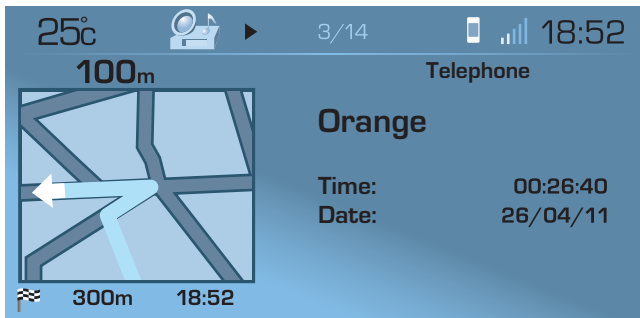 25°c 3/14 18:52
100m Telephone
Orange
Time: 00:26:40
Date: 26/04/11
300m 18:52